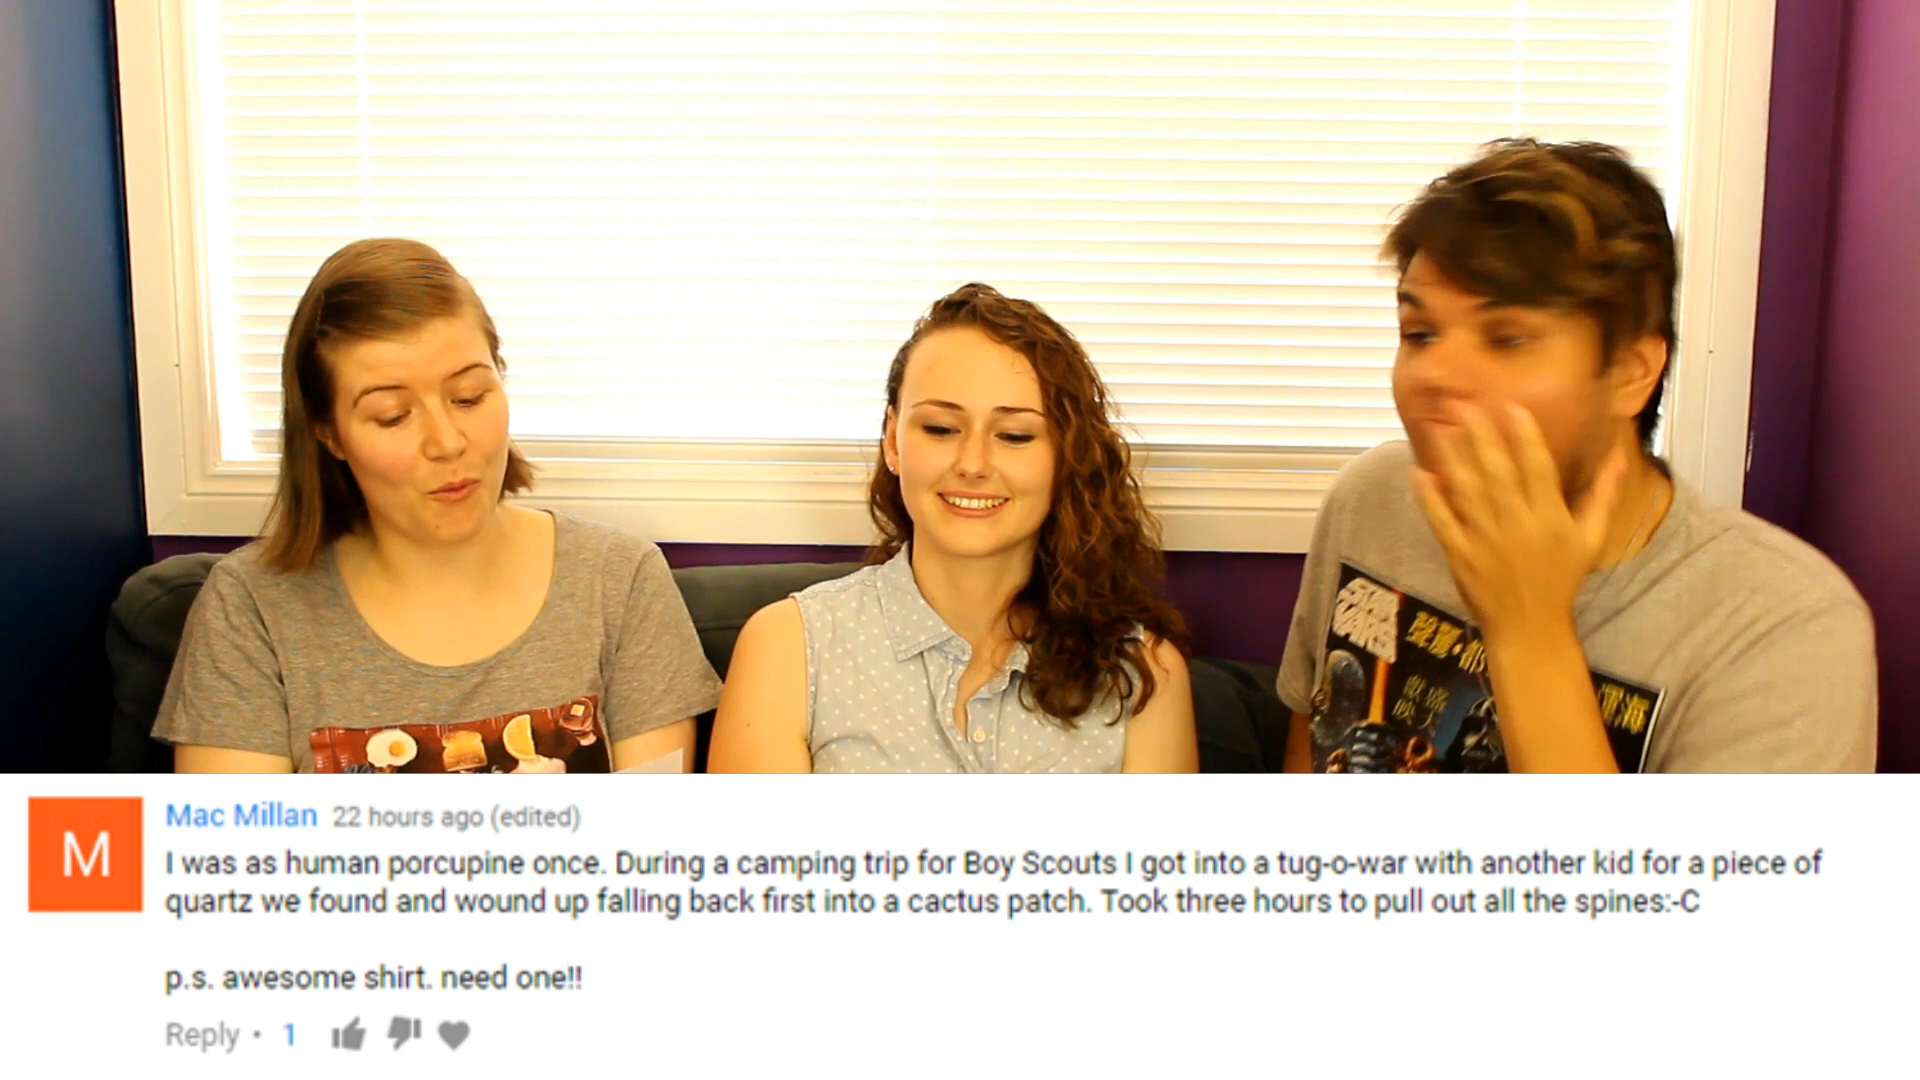 STAR
WARS
M
Mac Millan 22 hours ago (edited)
I was as human porcupine once. During a camping trip for Boy Scouts I got into a tug-o-war with another kid for a piece of
quartz we found and wound up falling back first into a cactus patch. Took three hours to pull out all the spines:-C
p.s. awesome shirt. need one!!
Reply • 1